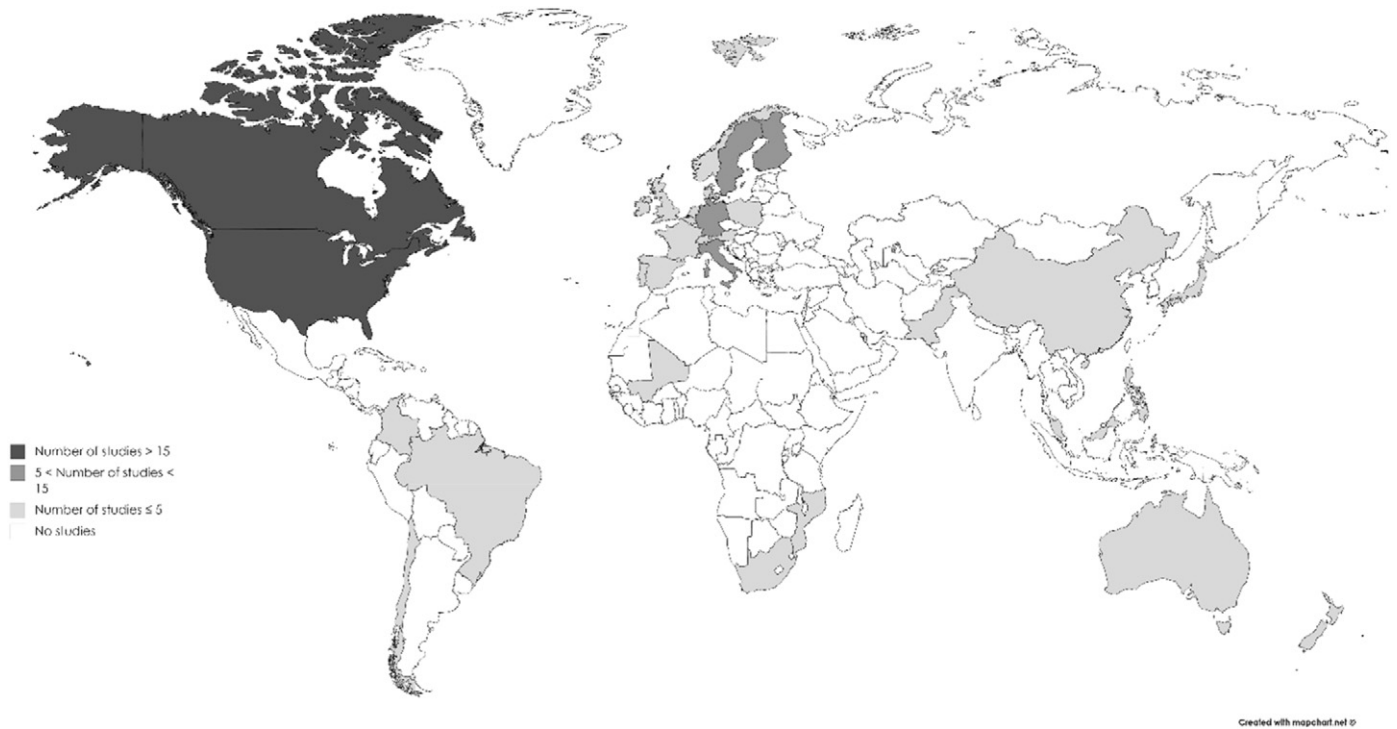 Number of studies > 15
5 < Number of studies <
15
Number of studies ≤ 5
No studies
Created with mapchart.net ©